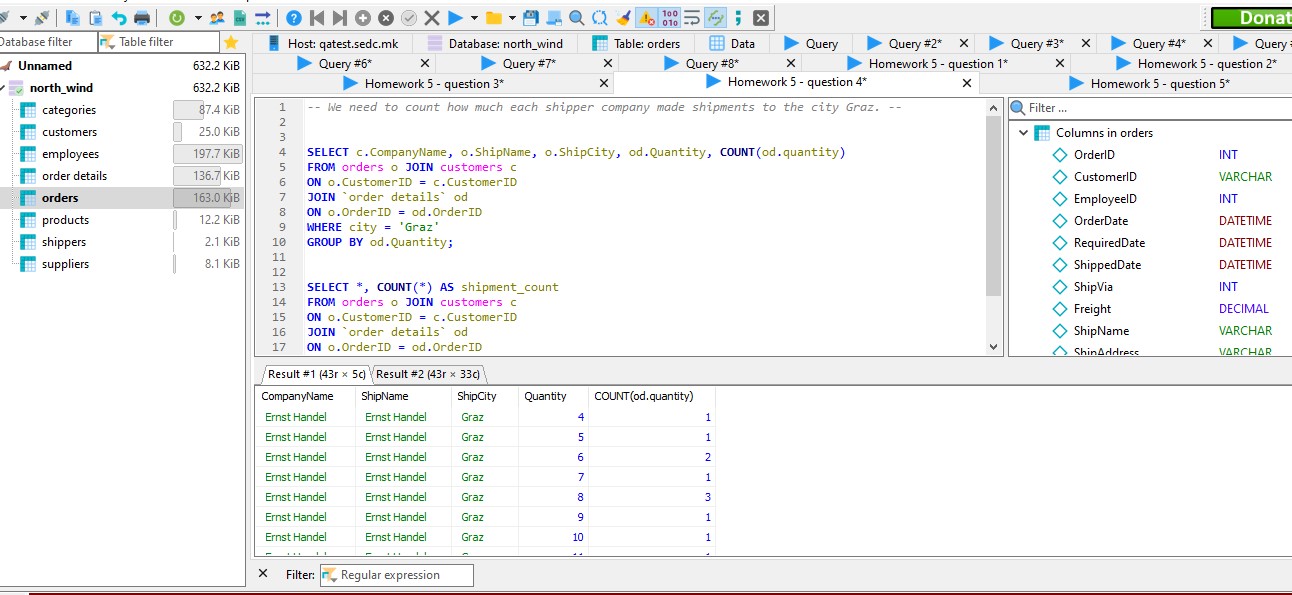 Donat
Database filter
Table filter
Host: qatest.sedc.mk
Database: north_wind
Table: orders
Data
Query
Query #2*
Query #3*
Query #4*
Query
Query #6*
Query #7*
Query #8*
Homework 5 - question 1*
Homework 5 - question 2*
Homework 5 - question 3*
Homework 5 - question 4*
Homework 5 - question 5*
Unnamed 632.2 KiB
north_wind 632.2 KiB
categories 87.4 KiB
customers 25.0 KiB
employees 197.7 KiB
order details 136.7 KiB
orders 163.0 KiB
products 12.2 KiB
shippers 2.1 KiB
suppliers 8.1 KiB
1 -- We need to count how much each shipper company made shipments to the city Graz. --
2
3
4 SELECT c.CompanyName, o.ShipName, o.ShipCity, od.Quantity, COUNT(od.quantity)
5 FROM orders o JOIN customers c
6 ON o.CustomerID = c.CustomerID
7 JOIN `order details` od
8 ON o.OrderID = od.OrderID
9 WHERE city = 'Graz'
10 GROUP BY od.Quantity;
11
12
13 SELECT *, COUNT(*) AS shipment_count
14 FROM orders o JOIN customers c
15 ON o.CustomerID = c.CustomerID
16 JOIN `order details` od
17 ON o.OrderID = od.OrderID
Filter ...
Columns in orders
OrderID INT
CustomerID VARCHAR
EmployeeID INT
OrderDate DATETIME
RequiredDate DATETIME
ShippedDate DATETIME
ShipVia INT
Freight DECIMAL
ShipName VARCHAR
ShipAddress VARCHAR
Result #1 (43r × 5c)
Result #2 (43r × 33c)
CompanyName ShipName ShipCity Quantity COUNT(od.quantity)
Ernst Handel Ernst Handel Graz 4 1
Ernst Handel Ernst Handel Graz 5 1
Ernst Handel Ernst Handel Graz 6 2
Ernst Handel Ernst Handel Graz 7 1
Ernst Handel Ernst Handel Graz 8 3
Ernst Handel Ernst Handel Graz 9 1
Ernst Handel Ernst Handel Graz 10 1
Filter: Regular expression